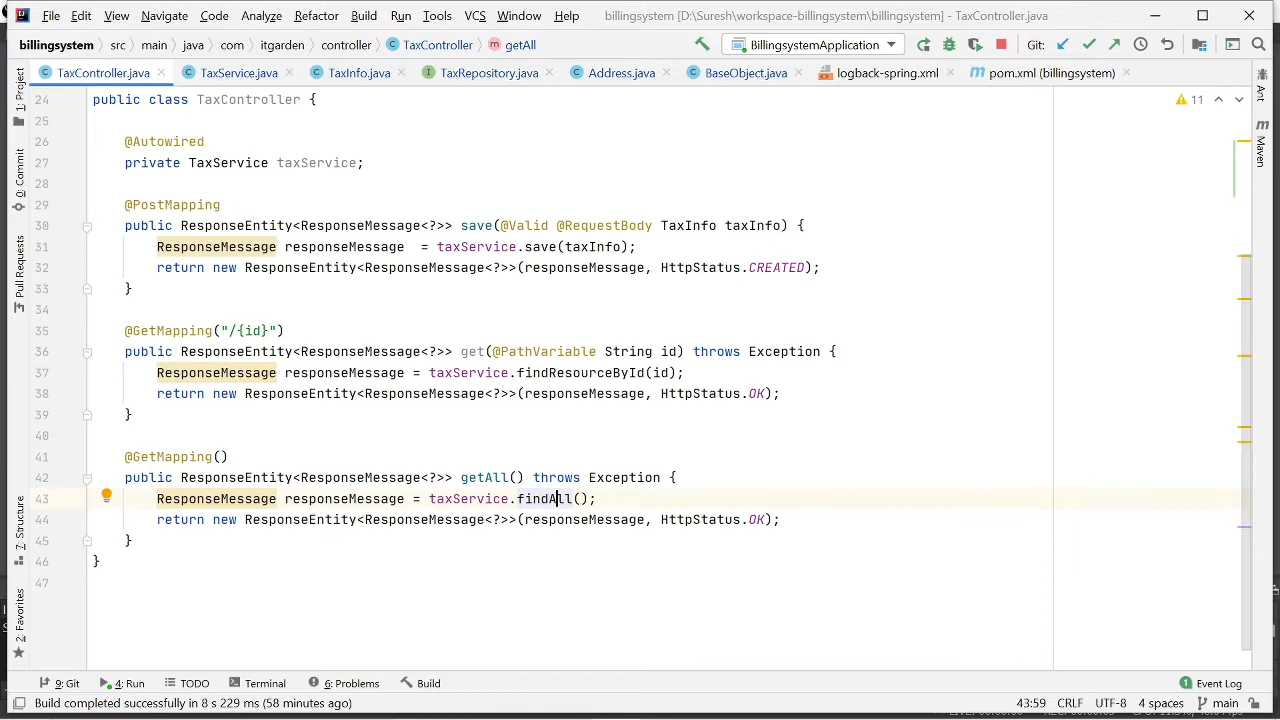 File Edit View Navigate Code Analyze Refactor Build Run Tools VCS Window Help billingsystem [D:\Suresh\workspace-billingsystem\billingsystem] - TaxController.java
billingsystem src main java com itgarden controller TaxController getAll BillingsystemApplication Git:
TaxController.java TaxService.java TaxInfo.java TaxRepository.java Address.java BaseObject.java logback-spring.xml pom.xml (billingsystem)
1: Project
0: Commit
Pull Requests
7: Structure
2: Favorites
24 public class TaxController {
25
26 @Autowired
27 private TaxService taxService;
28
29 @PostMapping
30 public ResponseEntity<ResponseMessage<?>> save(@Valid @RequestBody TaxInfo taxInfo) {
31 ResponseMessage responseMessage  = taxService.save(taxInfo);
32 return new ResponseEntity<ResponseMessage<?>>(responseMessage, HttpStatus.CREATED);
33 }
34
35 @GetMapping("/{id}")
36 public ResponseEntity<ResponseMessage<?>> get(@PathVariable String id) throws Exception {
37 ResponseMessage responseMessage = taxService.findResourceById(id);
38 return new ResponseEntity<ResponseMessage<?>>(responseMessage, HttpStatus.OK);
39 }
40
41 @GetMapping()
42 public ResponseEntity<ResponseMessage<?>> getAll() throws Exception {
43 ResponseMessage responseMessage = taxService.findAll();
44 return new ResponseEntity<ResponseMessage<?>>(responseMessage, HttpStatus.OK);
45 }
46 }
47
11
Ant
Maven
9: Git 4: Run TODO Terminal 6: Problems Build 1 Event Log
Build completed successfully in 8 s 229 ms (58 minutes ago) 43:59 CRLF UTF-8 4 spaces main